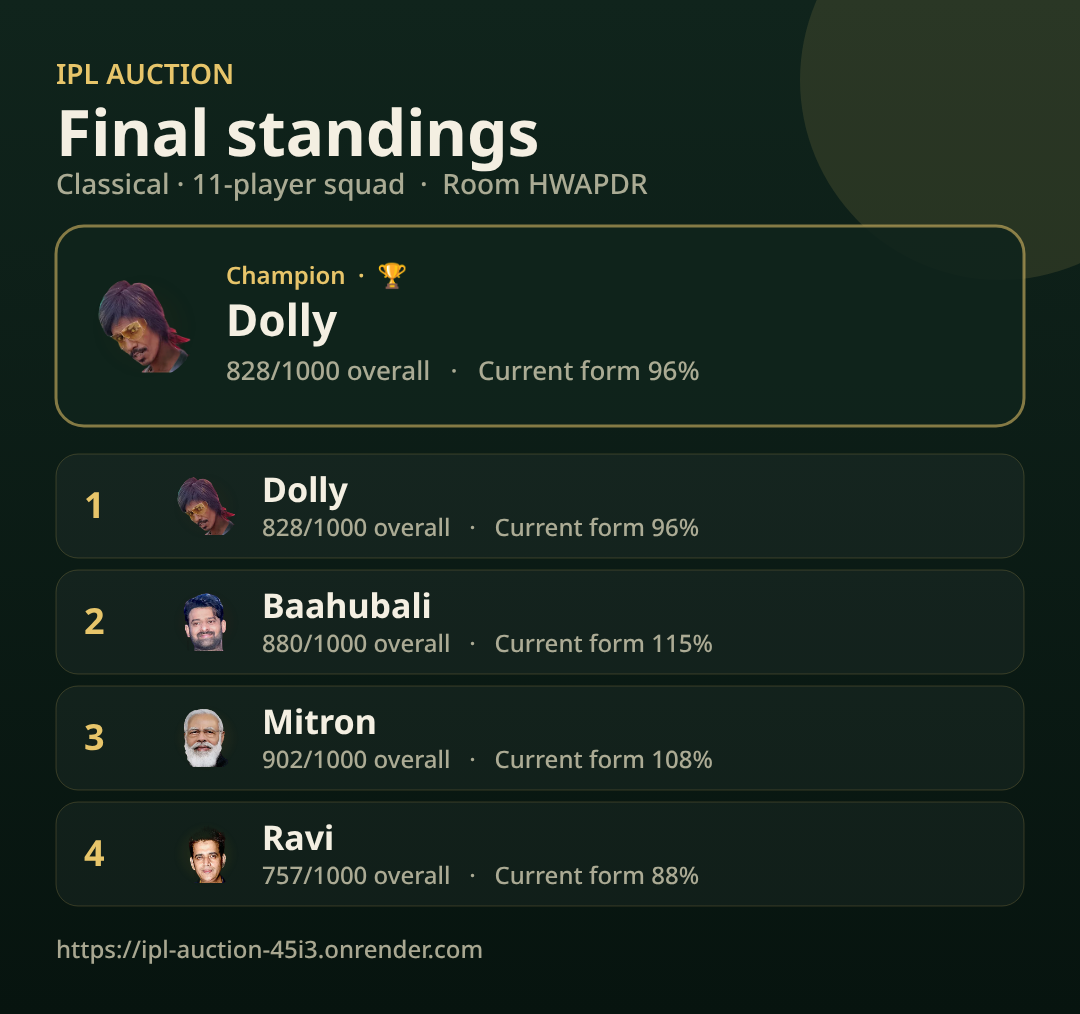 IPL AUCTION
Final standings
Classical · 11-player squad · Room HWAPDR
Champion · 🏆
Dolly
828/1000 overall · Current form 96%
1
Dolly
828/1000 overall · Current form 96%
2
Baahubali
880/1000 overall · Current form 115%
3
Mitron
902/1000 overall · Current form 108%
4
Ravi
757/1000 overall · Current form 88%
https://ipl-auction-45i3.onrender.com